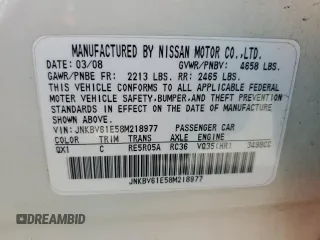 MANUFACTURED BY NISSAN MOTOR CO.,LTD.
DATE 03/08 GVWR/PNBV: 4658 LBS.
GAWR/PNBE FR: 2213 LBS. RR: 2465 LBS.
THIS VEHICLE CONFORMS TO ALL APPLICABLE
FEDERAL MOTOR VEHICLE SAFETY,BUMPER,AND THEFT PREVENTION
STANDARDS IN EFFECT ON THE DATE OF MANUFACTURE
SHOWN ABOVE.
VIN:JNKBV61E58M218977 PASSENGER CAR
COLOR TRIM TRANS AXLE ENGINE
QX1 C RE5R05A RC36 VQ35(HR) 3498CC
JNKBV61E58M218977